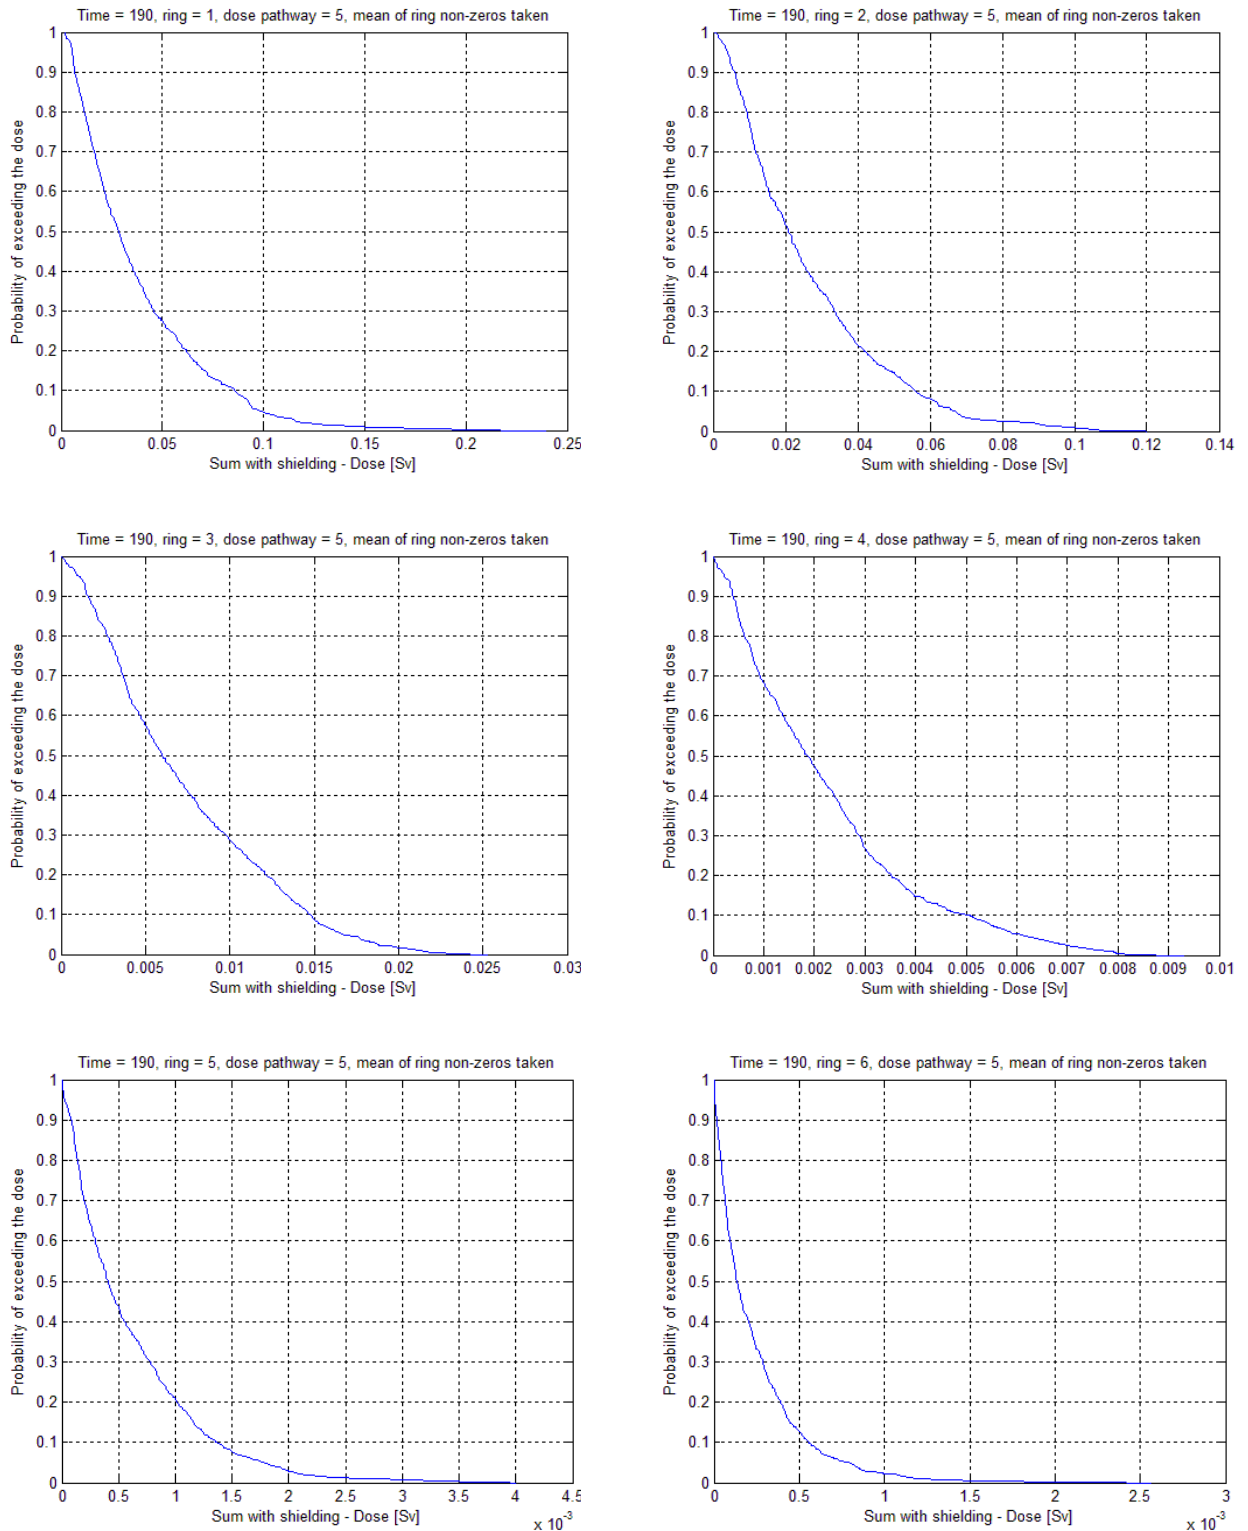 Time = 190, ring = 1, dose pathway = 5, mean of ring non-zeros taken
1
0.9
0.8
0.7
0.6
0.5
0.4
0.3
0.2
0.1
0
Probability of exceeding the dose
0 0.05 0.1 0.15 0.2 0.25
Sum with shielding - Dose [Sv]
Time = 190, ring = 2, dose pathway = 5, mean of ring non-zeros taken
1
0.9
0.8
0.7
0.6
0.5
0.4
0.3
0.2
0.1
0
Probability of exceeding the dose
0 0.02 0.04 0.06 0.08 0.1 0.12 0.14
Sum with shielding - Dose [Sv]
Time = 190, ring = 3, dose pathway = 5, mean of ring non-zeros taken
1
0.9
0.8
0.7
0.6
0.5
0.4
0.3
0.2
0.1
0
Probability of exceeding the dose
0 0.005 0.01 0.015 0.02 0.025 0.03
Sum with shielding - Dose [Sv]
Time = 190, ring = 4, dose pathway = 5, mean of ring non-zeros taken
1
0.9
0.8
0.7
0.6
0.5
0.4
0.3
0.2
0.1
0
Probability of exceeding the dose
0 0.001 0.002 0.003 0.004 0.005 0.006 0.007 0.008 0.009 0.01
Sum with shielding - Dose [Sv]
Time = 190, ring = 5, dose pathway = 5, mean of ring non-zeros taken
1
0.9
0.8
0.7
0.6
0.5
0.4
0.3
0.2
0.1
0
Probability of exceeding the dose
0 0.5 1 1.5 2 2.5 3 3.5 4 4.5
Sum with shielding - Dose [Sv]
x 10⁻³
Time = 190, ring = 6, dose pathway = 5, mean of ring non-zeros taken
1
0.9
0.8
0.7
0.6
0.5
0.4
0.3
0.2
0.1
0
Probability of exceeding the dose
0 0.5 1 1.5 2 2.5 3
Sum with shielding - Dose [Sv]
x 10⁻³